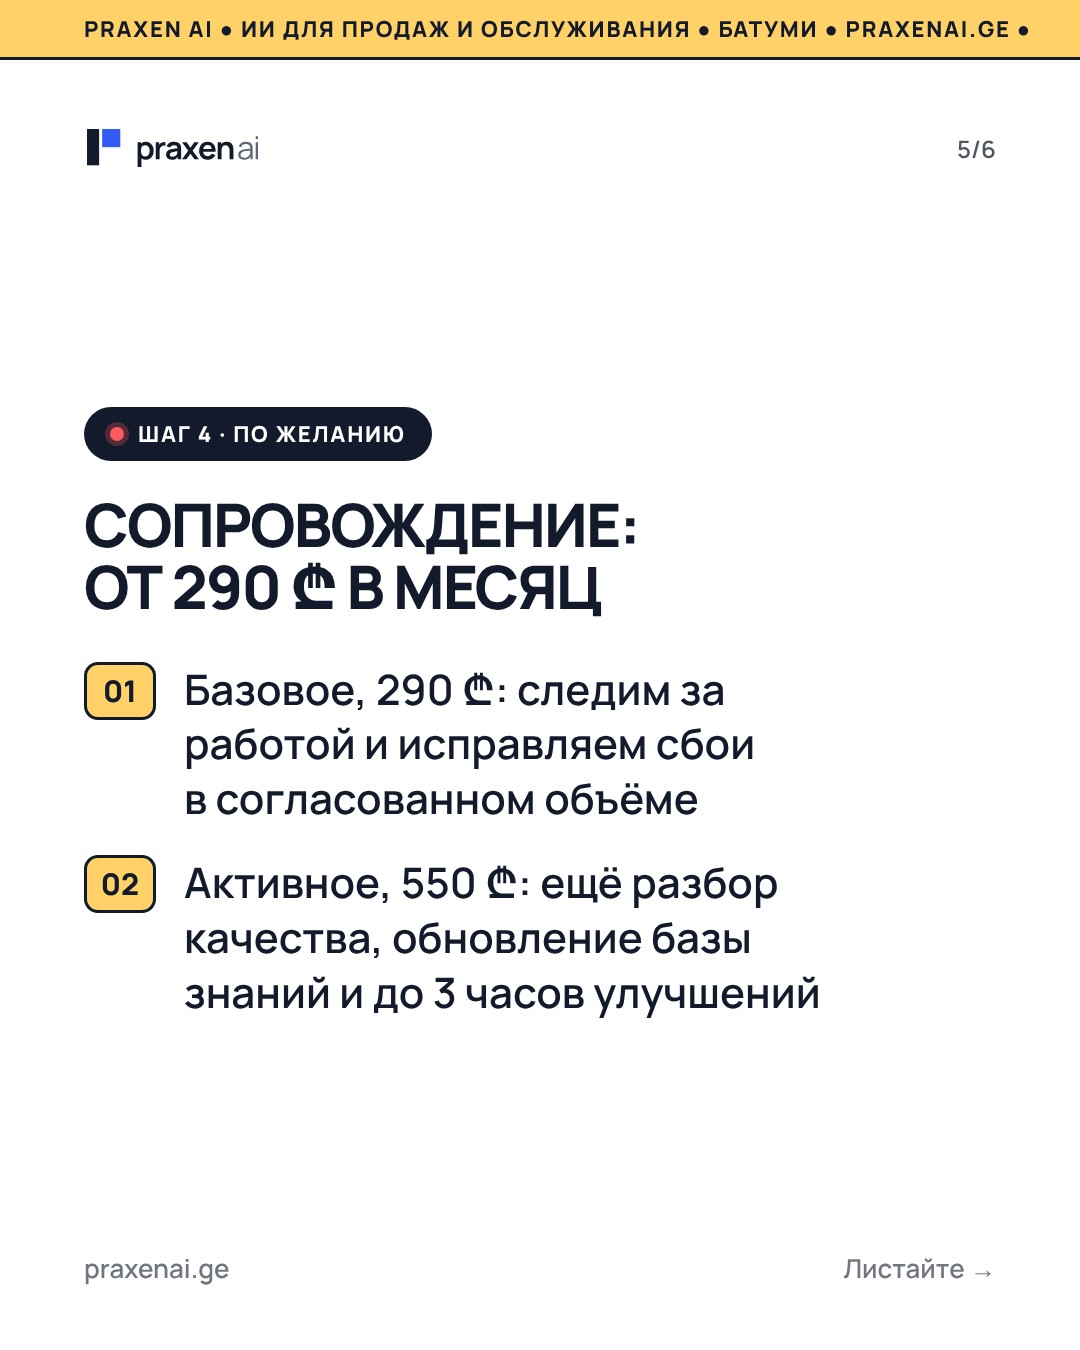 PRAXEN AI ● ИИ ДЛЯ ПРОДАЖ И ОБСЛУЖИВАНИЯ ● БАТУМИ ● PRAXENAI.GE ●
praxen ai
5/6
ШАГ 4 · ПО ЖЕЛАНИЮ
СОПРОВОЖДЕНИЕ:
ОТ 290 ₾ В МЕСЯЦ
01 Базовое, 290 ₾: следим за
работой и исправляем сбои
в согласованном объёме
02 Активное, 550 ₾: ещё разбор
качества, обновление базы
знаний и до 3 часов улучшений
praxenai.ge
Листайте →